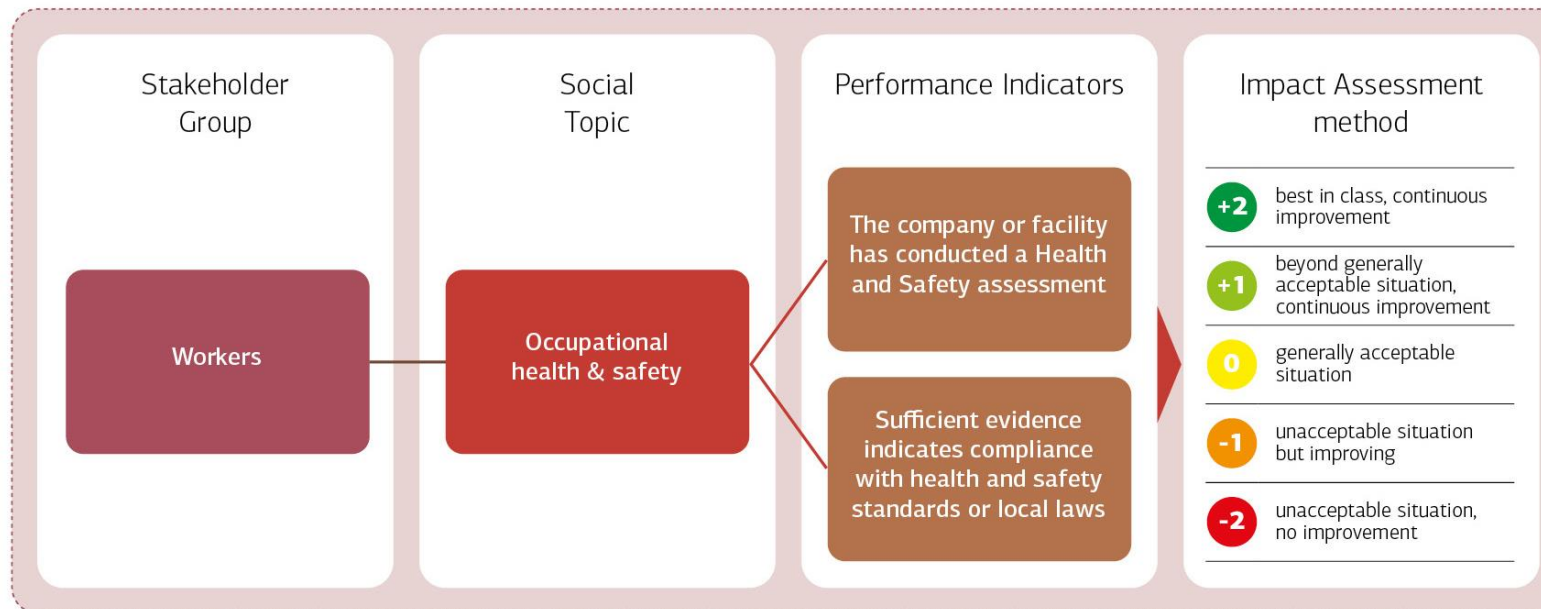 Stakeholder
Group
Workers
Social
Topic
Occupational
health & safety
Performance Indicators
The company or facility
has conducted a Health
and Safety assessment
Sufficient evidence
indicates compliance
with health and safety
standards or local laws
Impact Assessment
method
+2
best in class, continuous
improvement
+1
beyond generally
acceptable situation,
continuous improvement
0
generally acceptable
situation
-1
unacceptable situation
but improving
-2
unacceptable situation,
no improvement